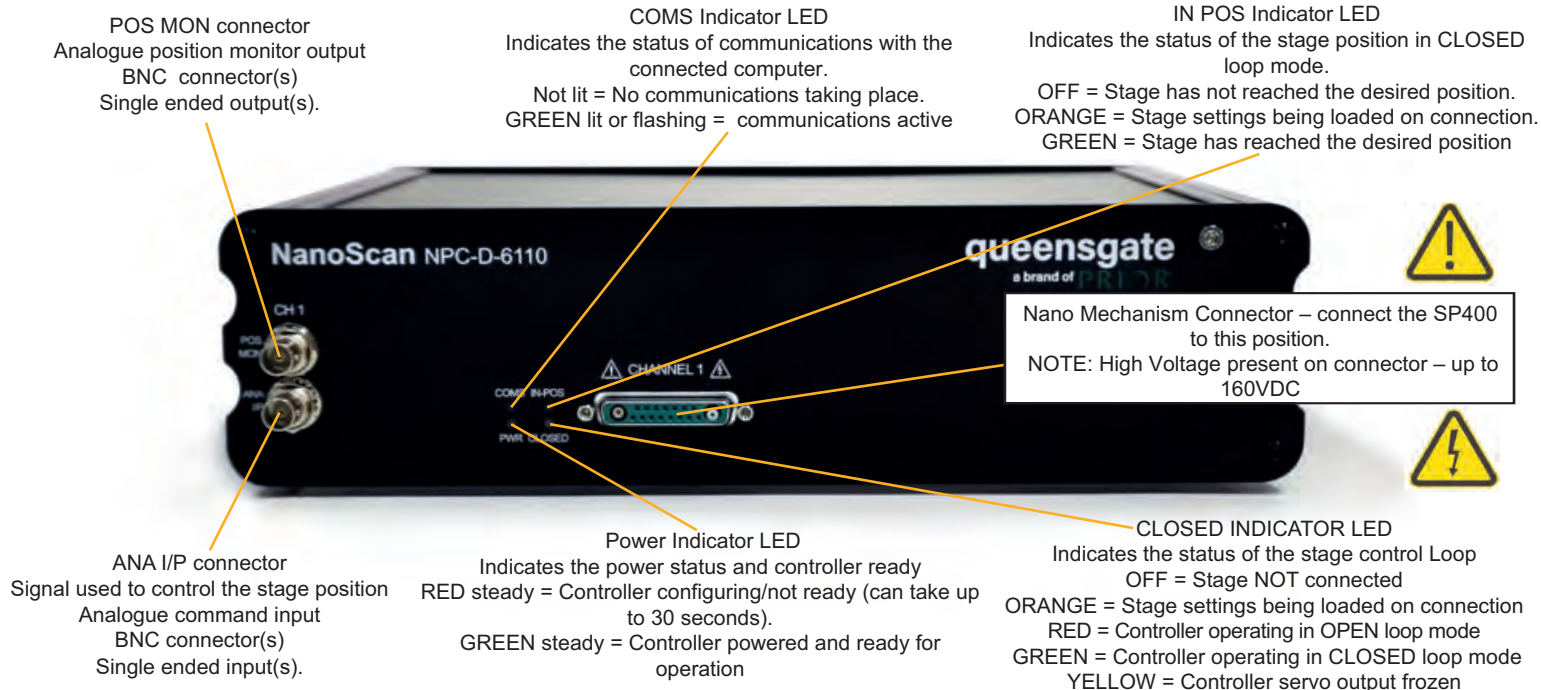 POS MON connector
Analogue position monitor output
BNC connector(s)
Single ended output(s).
COMS Indicator LED
Indicates the status of communications with the
connected computer.
Not lit = No communications taking place.
GREEN lit or flashing = communications active
IN POS Indicator LED
Indicates the status of the stage position in CLOSED
loop mode.
OFF = Stage has not reached the desired position.
ORANGE = Stage settings being loaded on connection.
GREEN = Stage has reached the desired position
NanoScan NPC-D-6110
queensgate
a brand of PRIOR
CH 1
POS
MON
ANA
I/P
COMS IN-POS
PWR CLOSED
CHANNEL 1
Nano Mechanism Connector – connect the SP400
to this position.
NOTE: High Voltage present on connector – up to
160VDC
ANA I/P connector
Signal used to control the stage position
Analogue command input
BNC connector(s)
Single ended input(s).
Power Indicator LED
Indicates the power status and controller ready
RED steady = Controller configuring/not ready (can take up
to 30 seconds).
GREEN steady = Controller powered and ready for
operation
CLOSED INDICATOR LED
Indicates the status of the stage control Loop
OFF = Stage NOT connected
ORANGE = Stage settings being loaded on connection
RED = Controller operating in OPEN loop mode
GREEN = Controller operating in CLOSED loop mode
YELLOW = Controller servo output frozen